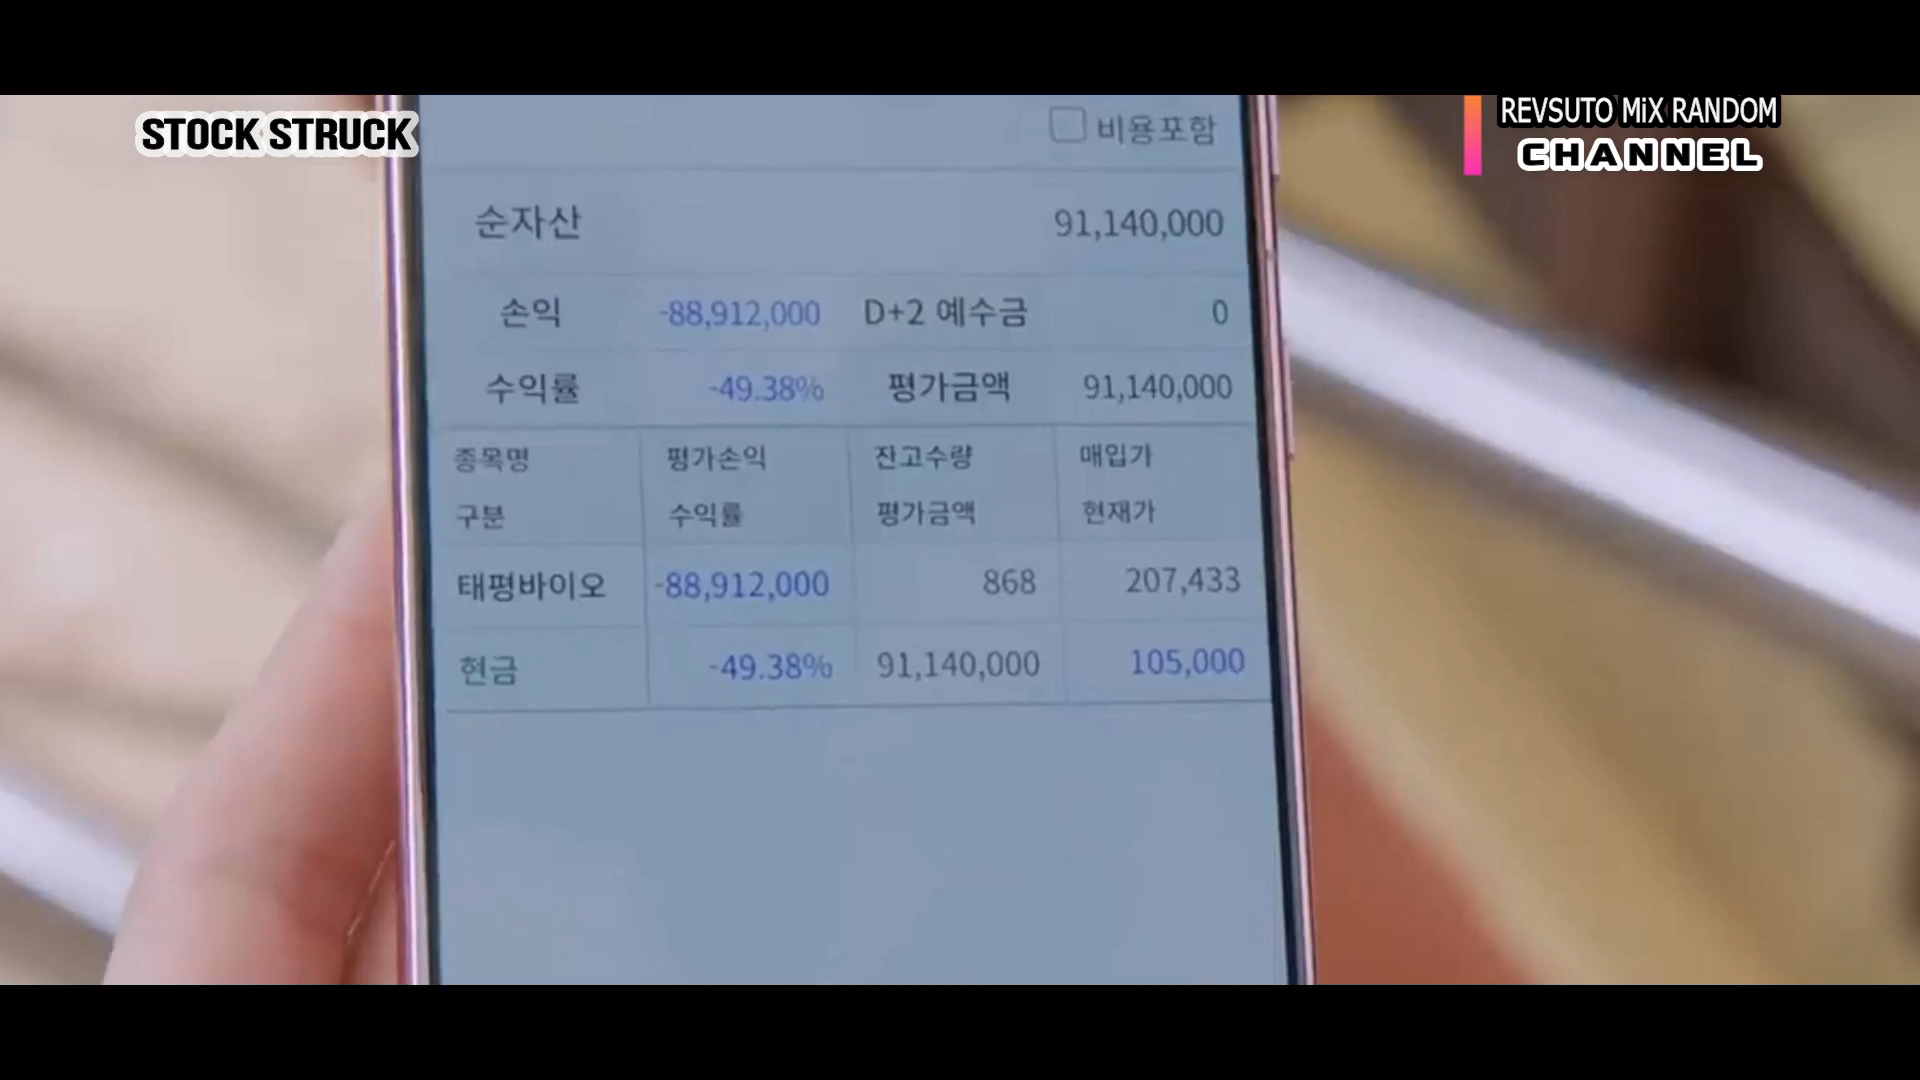 STOCK STRUCK
REVSUTO MiX RANDOM
CHANNEL
비용포함
순자산 91,140,000
손익 -88,912,000 D+2 예수금 0
수익률 -49.38% 평가금액 91,140,000
종목명 평가손익 잔고수량 매입가
구분 수익률 평가금액 현재가
태평바이오 -88,912,000 868 207,433
현금 -49.38% 91,140,000 105,000